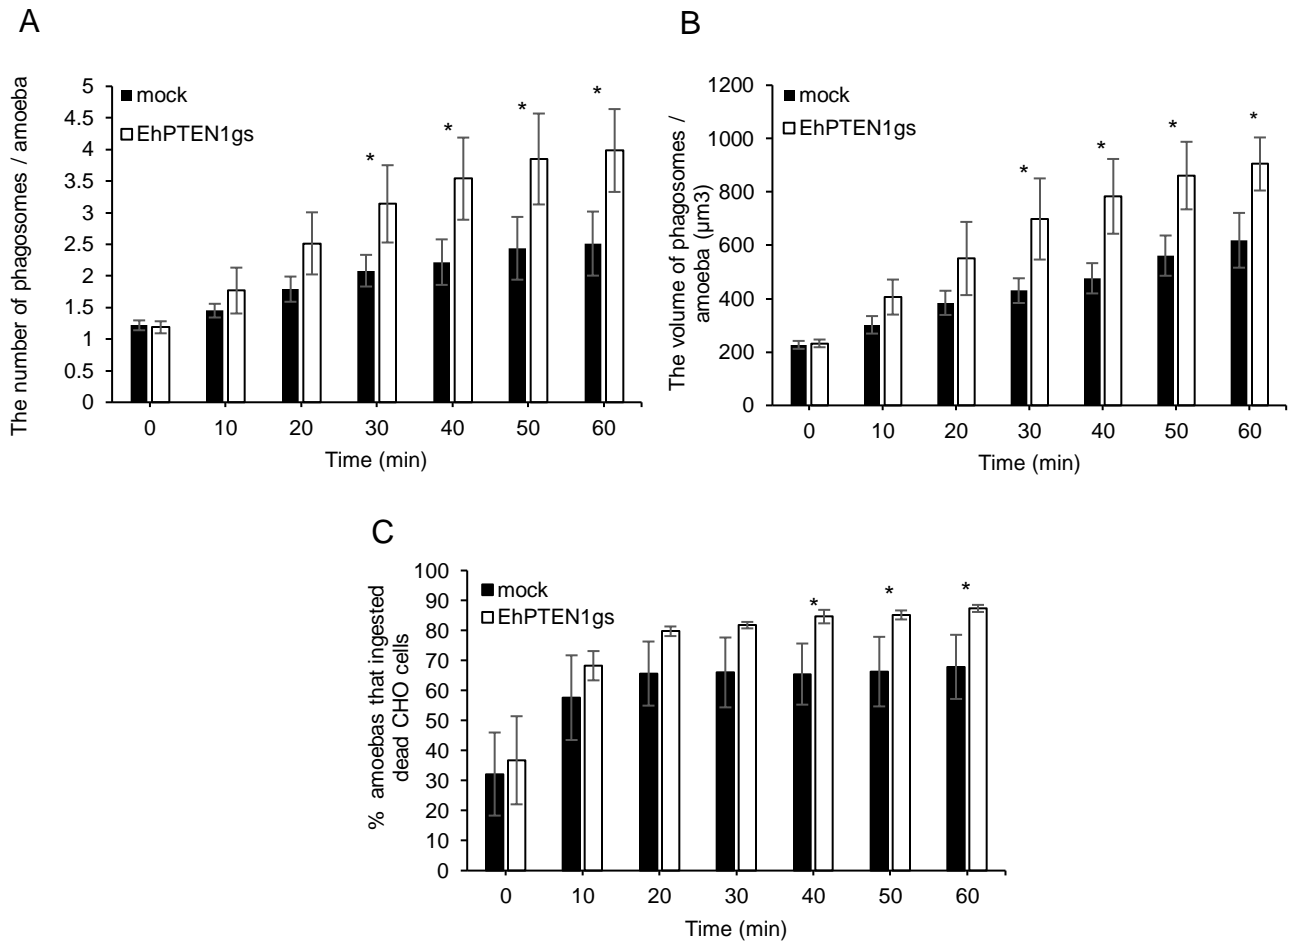 A
The number of phagosomes / amoeba
5
4.5
4
3.5
3
2.5
2
1.5
1
0.5
0
mock
EhPTEN1gs
*
*
*
*
0 10 20 30 40 50 60
Time (min)
B
The volume of phagosomes /
amoeba (µm3)
1200
1000
800
600
400
200
0
mock
EhPTEN1gs
*
*
*
*
0 10 20 30 40 50 60
Time (min)
C
% amoebas that ingested
dead CHO cells
100
90
80
70
60
50
40
30
20
10
0
mock
EhPTEN1gs
*
*
*
0 10 20 30 40 50 60
Time (min)